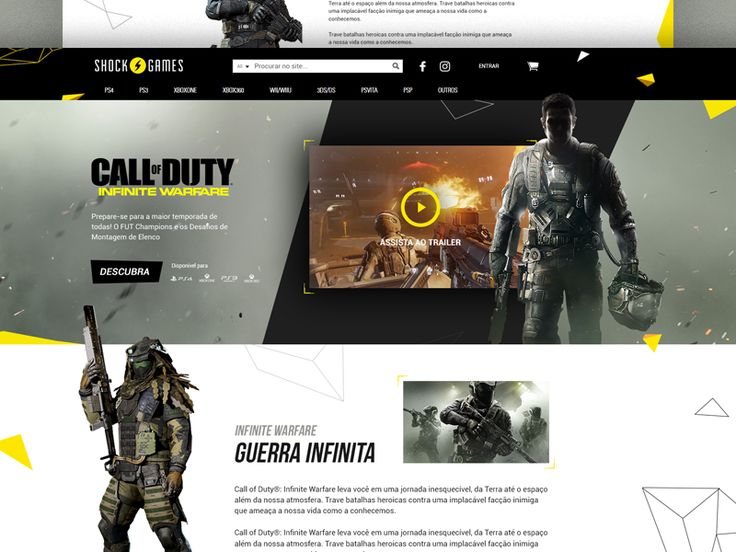 Terra até o espaço além da nossa atmosfera. Trave batalhas heroicas contra
uma implacável facção inimiga que ameaça a nossa vida como a
conhecemos.
Trave batalhas heroicas contra uma implacável facção inimiga que ameaça
a nossa vida como a conhecemos.
SHOCK GAMES
All
Procurar no site...
ENTRAR
PS4 PS3 XBOXONE XBOX360 WII/WIIU 3DS/DS PSVITA PSP OUTROS
CALL OF DUTY
INFINITE WARFARE
Prepare-se para a maior temporada de
todas! O FUT Champions e os Desafios de
Montagem de Elenco
DESCUBRA
Disponível para
PS4 XBOX ONE PS3 XBOX 360
ASSISTA AO TRAILER
INFINITE WARFARE
GUERRA INFINITA
Call of Duty®: Infinite Warfare leva você em uma jornada inesquecível, da Terra até o espaço
além da nossa atmosfera. Trave batalhas heroicas contra uma implacável facção inimiga
que ameaça a nossa vida como a conhecemos.
Call of Duty®: Infinite Warfare leva você em uma jornada inesquecível, da Terra até o espaço
além da nossa atmosfera. Trave batalhas heroicas contra uma implacável facção inimiga